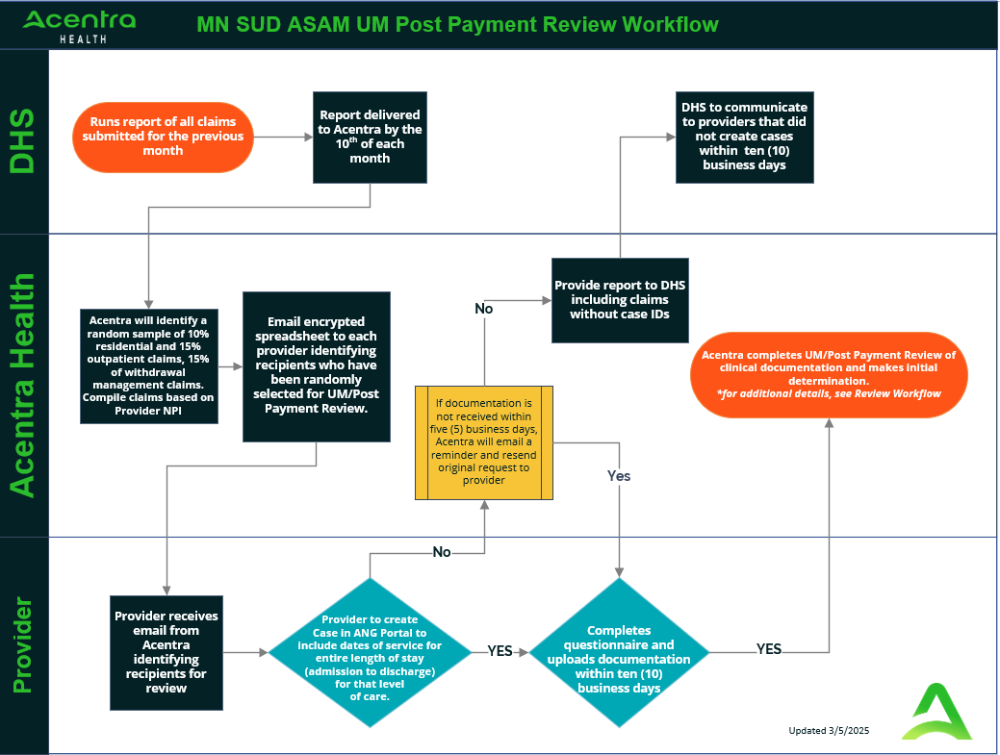 Acentra
HEALTH
MN SUD ASAM UM Post Payment Review Workflow
DHS
Runs report of all claims
submitted for the previous
month
Report delivered
to Acentra by the
10th of each
month
DHS to communicate
to providers that did
not create cases
within ten (10)
business days
Acentra Health
Acentra will identify a
random sample of 10%
residential and 15%
outpatient claims, 15%
of withdrawal
management claims.
Compile claims based on
Provider NPI
Email encrypted
spreadsheet to each
provider identifying
recipients who have
been randomly
selected for UM/Post
Payment Review.
No
Provide report to DHS
including claims
without case IDs
If documentation is
not received within
five (5) business days,
Acentra will email a
reminder and resend
original request to
provider
Yes
Acentra completes UM/Post Payment Review of
clinical documentation and makes initial
determination.
*for additional details, see Review Workflow
Provider
Provider receives
email from
Acentra
identifying
recipients for
review
No
Provider to create
Case in ANG Portal to
include dates of service for
entire length of stay
(admission to discharge)
for that level
of care.
YES
Completes
questionnaire and
uploads documentation
within ten (10)
business days
YES
Updated 3/5/2025